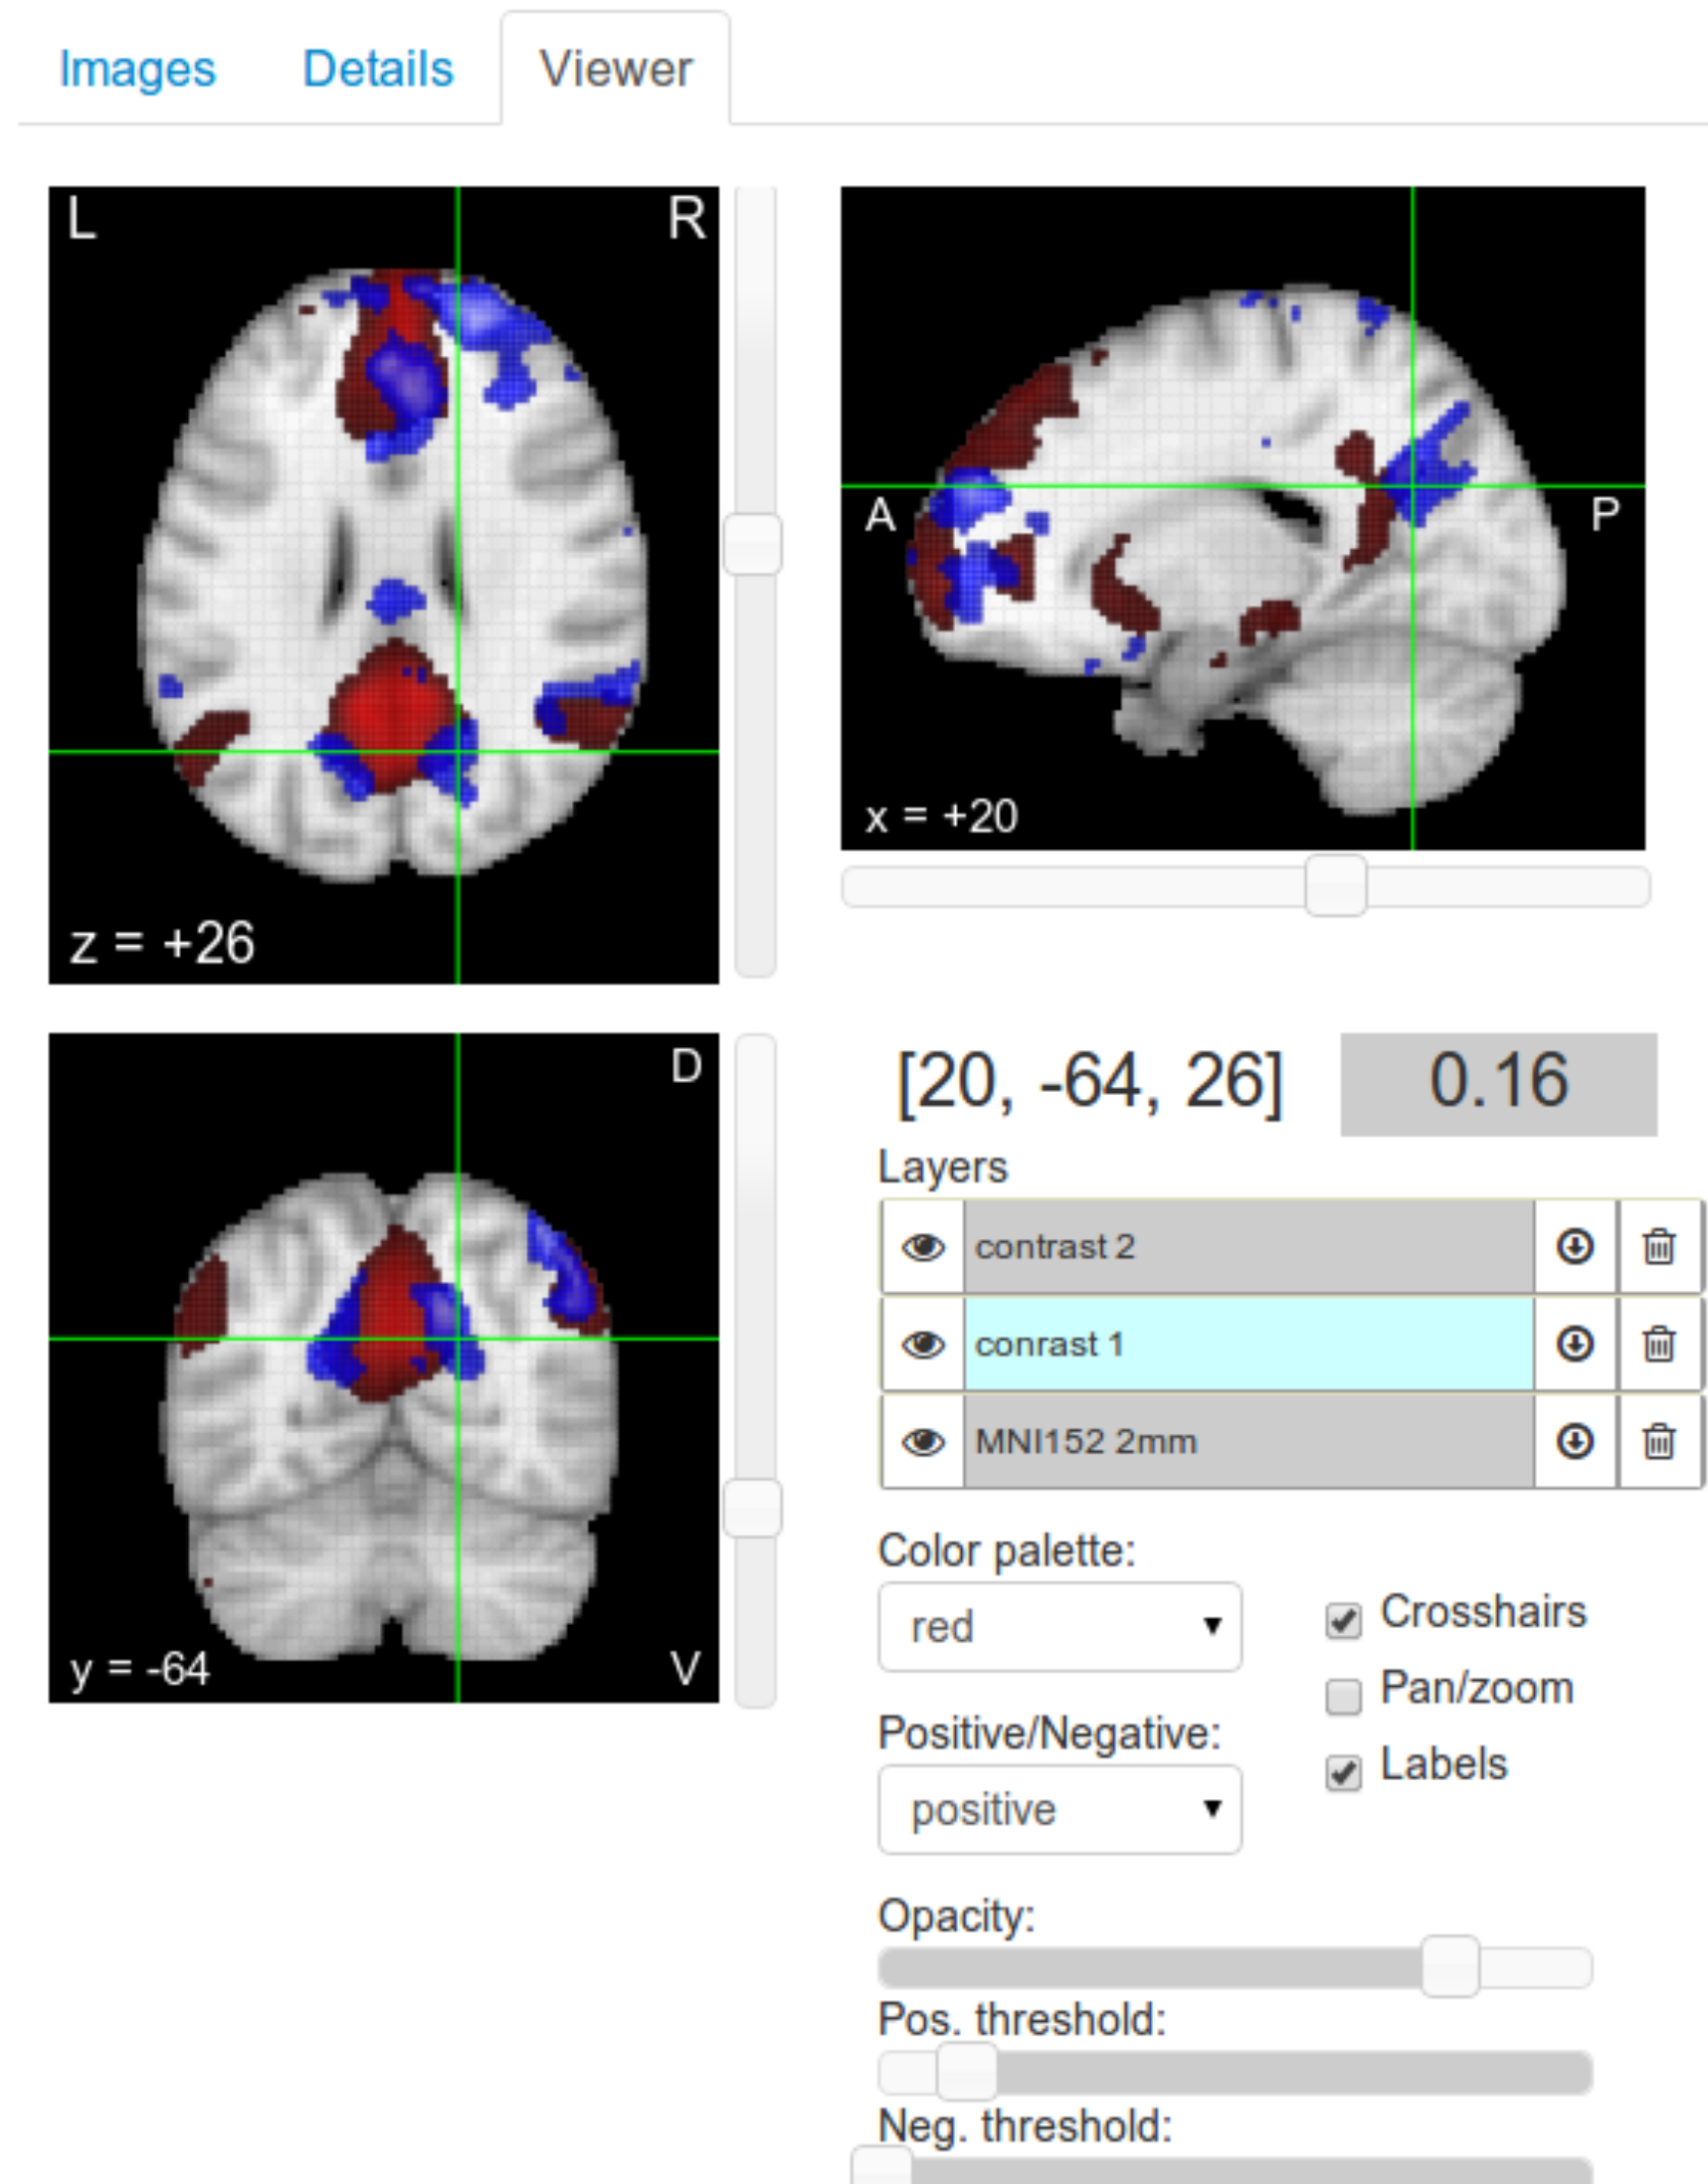 Images Details Viewer
L R
z = +26
A P
x = +20
D
y = -64 V
[20, -64, 26] 0.16
Layers
contrast 2
conrast 1
MNI152 2mm
Color palette:
red
Crosshairs
Pan/zoom
Labels
Positive/Negative:
positive
Opacity:
Pos. threshold:
Neg. threshold: